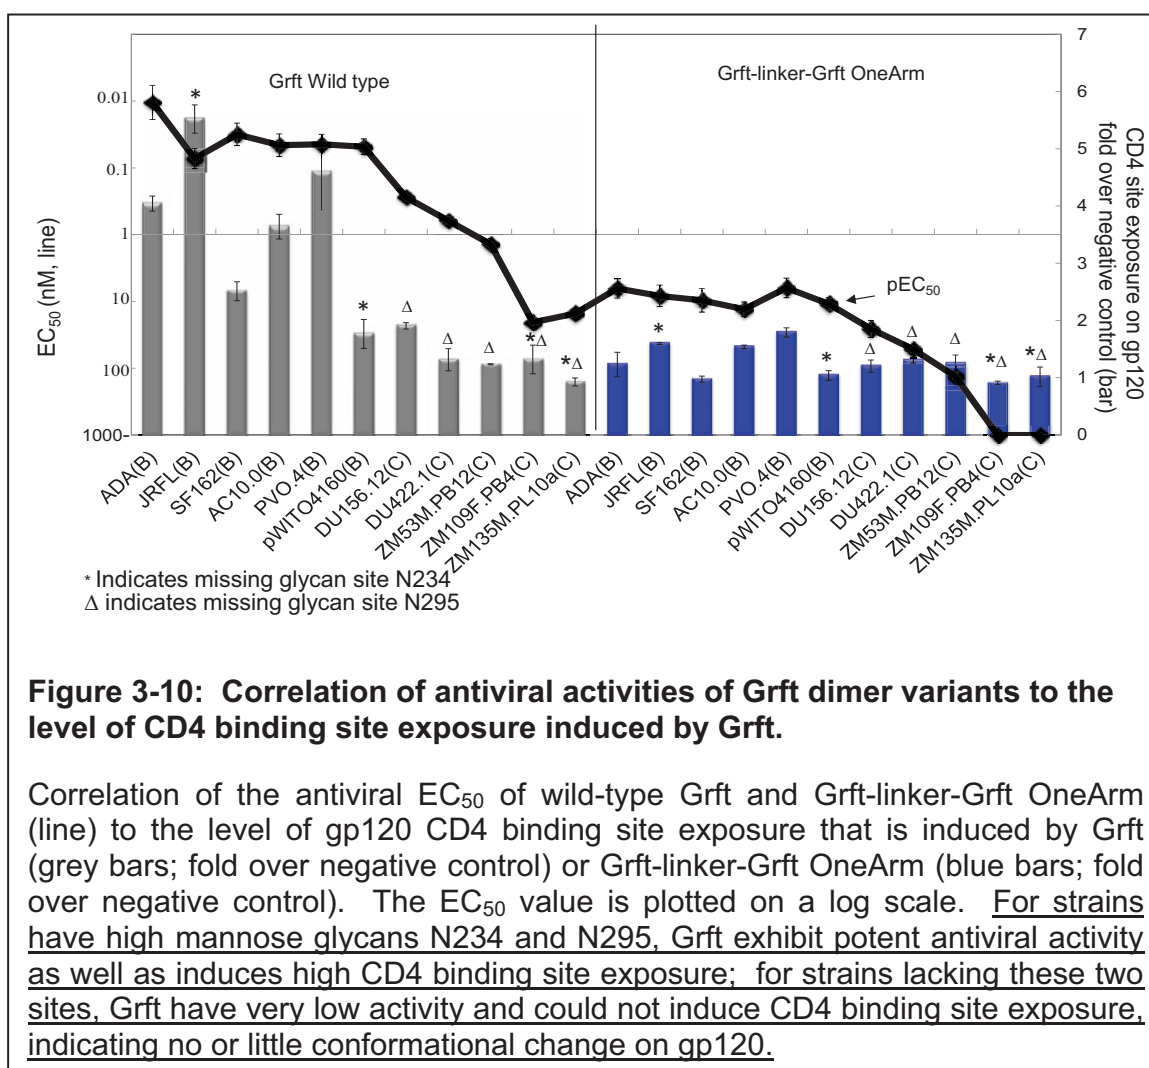 Grft Wild type
Grft-linker-Grft OneArm
EC50 (nM, line)
0.01
0.1
1
10
100
1000-
7
6
5
4
3
2
1
0
CD4 site exposure on gp120
fold over negative control (bar)
*
*
Δ
Δ
Δ
*Δ
*Δ
pEC50
*
*
Δ
Δ
Δ
*Δ
*Δ
ADA(B)
JRFL(B)
SF162(B)
AC10.0(B)
PVO.4(B)
pWITO4160(B)
DU156.12(C)
DU422.1(C)
ZM53M.PB12(C)
ZM109F.PB4(C)
ZM135M.PL10a(C)
ADA(B)
JRFL(B)
SF162(B)
AC10.0(B)
PVO.4(B)
pWITO4160(B)
DU156.12(C)
DU422.1(C)
ZM53M.PB12(C)
ZM109F.PB4(C)
ZM135M.PL10a(C)
* Indicates missing glycan site N234
Δ indicates missing glycan site N295
Figure 3-10: Correlation of antiviral activities of Grft dimer variants to the
level of CD4 binding site exposure induced by Grft.
Correlation of the antiviral EC50 of wild-type Grft and Grft-linker-Grft OneArm
(line) to the level of gp120 CD4 binding site exposure that is induced by Grft
(grey bars; fold over negative control) or Grft-linker-Grft OneArm (blue bars; fold
over negative control). The EC50 value is plotted on a log scale. For strains
have high mannose glycans N234 and N295, Grft exhibit potent antiviral activity
as well as induces high CD4 binding site exposure; for strains lacking these two
sites, Grft have very low activity and could not induce CD4 binding site exposure,
indicating no or little conformational change on gp120.